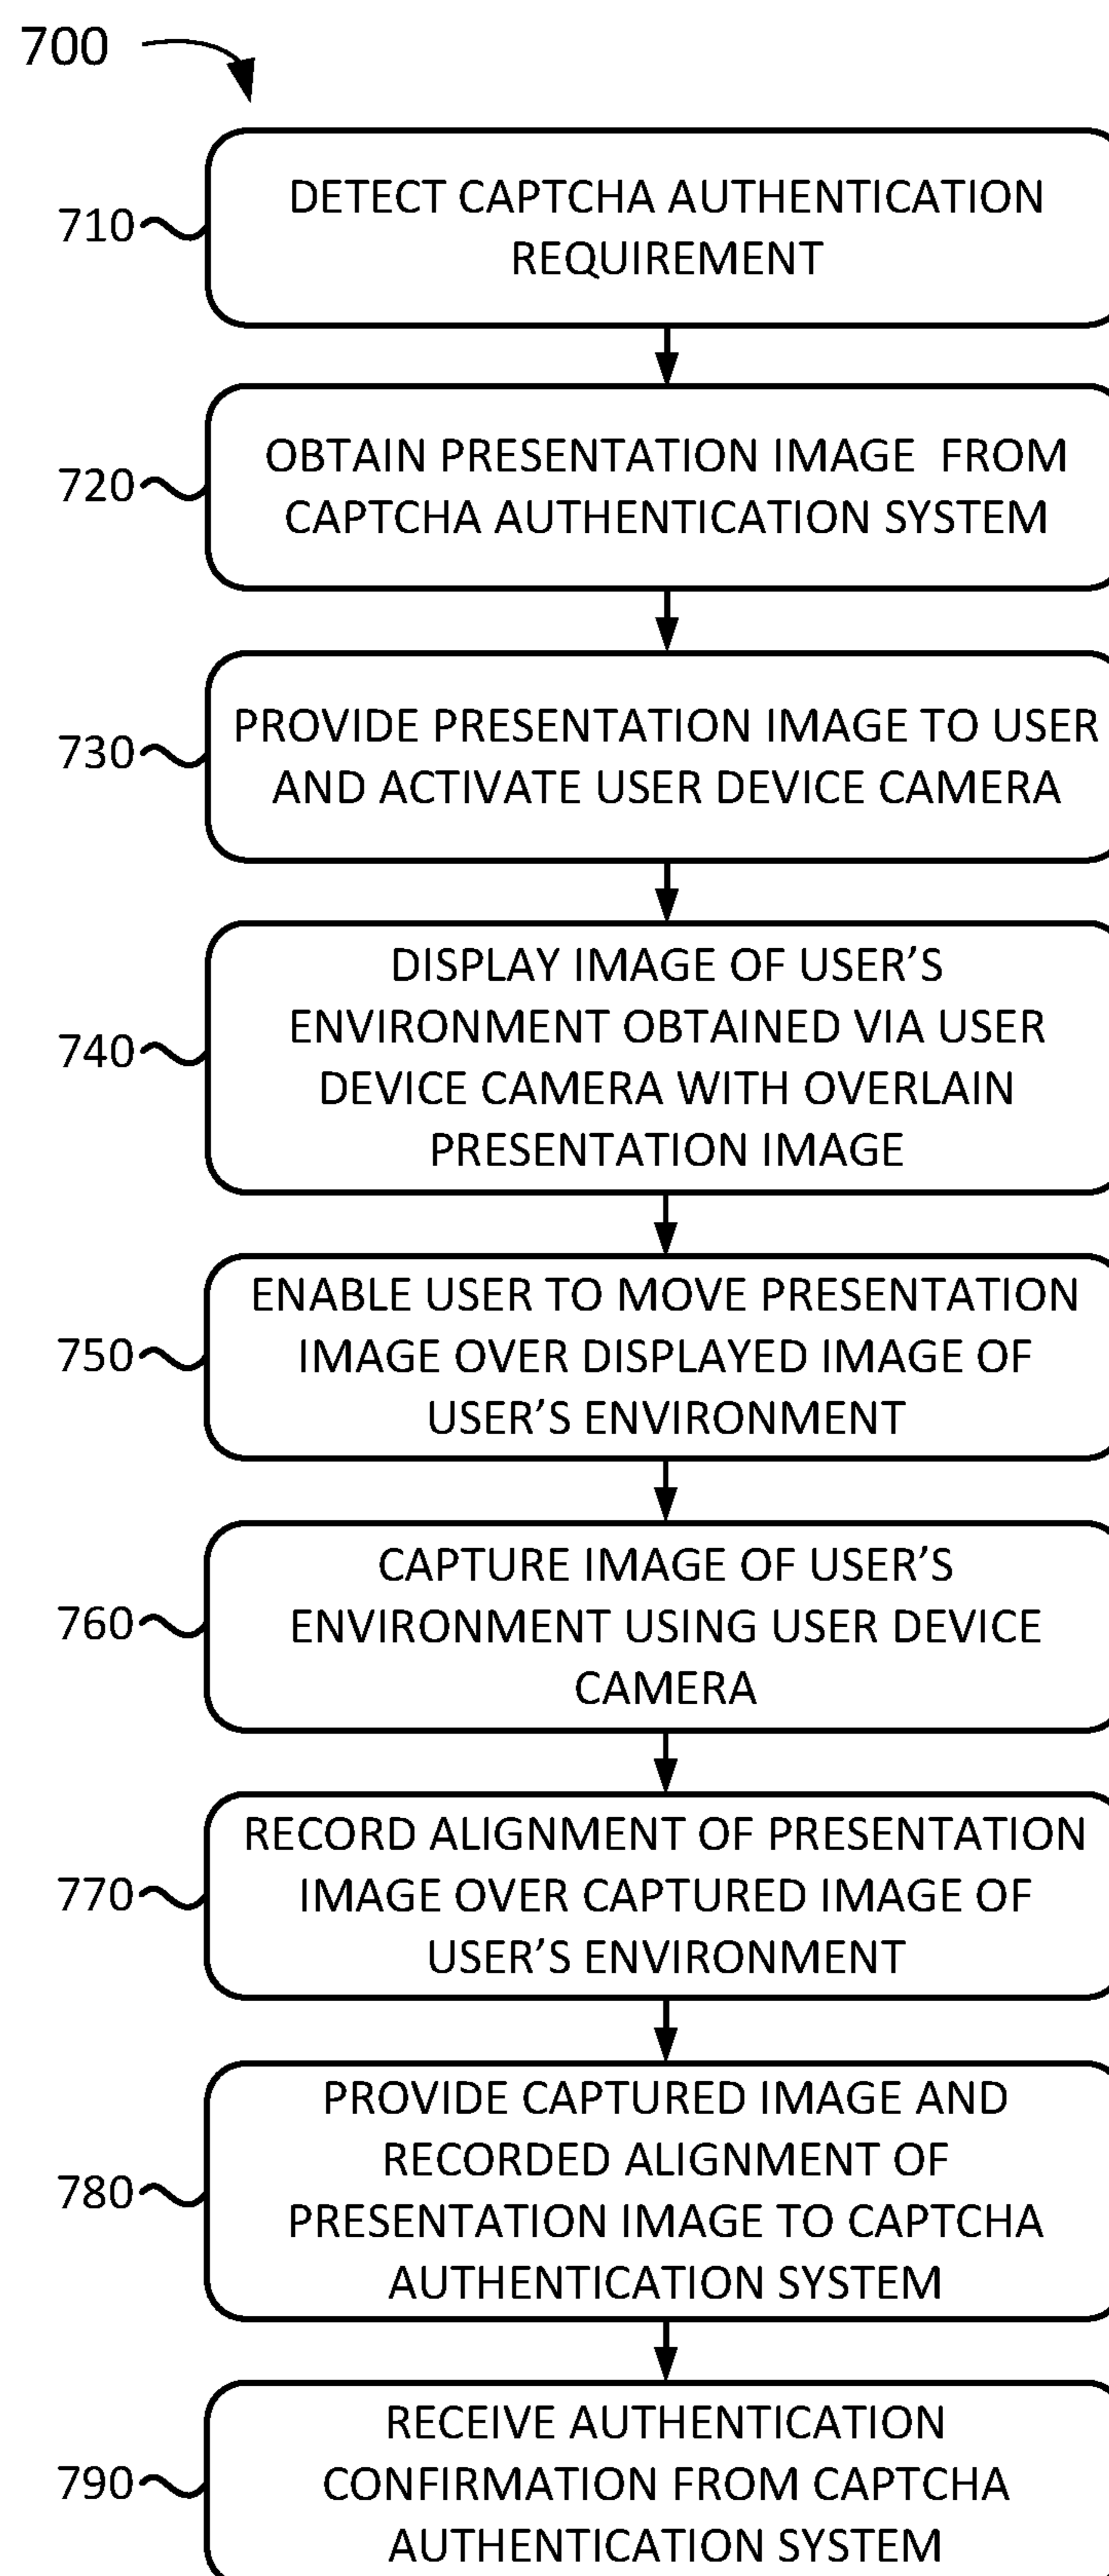 700
710
DETECT CAPTCHA AUTHENTICATION
REQUIREMENT
720
OBTAIN PRESENTATION IMAGE FROM
CAPTCHA AUTHENTICATION SYSTEM
730
PROVIDE PRESENTATION IMAGE TO USER
AND ACTIVATE USER DEVICE CAMERA
740
DISPLAY IMAGE OF USER’S
ENVIRONMENT OBTAINED VIA USER
DEVICE CAMERA WITH OVERLAIN
PRESENTATION IMAGE
750
ENABLE USER TO MOVE PRESENTATION
IMAGE OVER DISPLAYED IMAGE OF
USER’S ENVIRONMENT
760
CAPTURE IMAGE OF USER’S
ENVIRONMENT USING USER DEVICE
CAMERA
770
RECORD ALIGNMENT OF PRESENTATION
IMAGE OVER CAPTURED IMAGE OF
USER’S ENVIRONMENT
780
PROVIDE CAPTURED IMAGE AND
RECORDED ALIGNMENT OF
PRESENTATION IMAGE TO CAPTCHA
AUTHENTICATION SYSTEM
790
RECEIVE AUTHENTICATION
CONFIRMATION FROM CAPTCHA
AUTHENTICATION SYSTEM